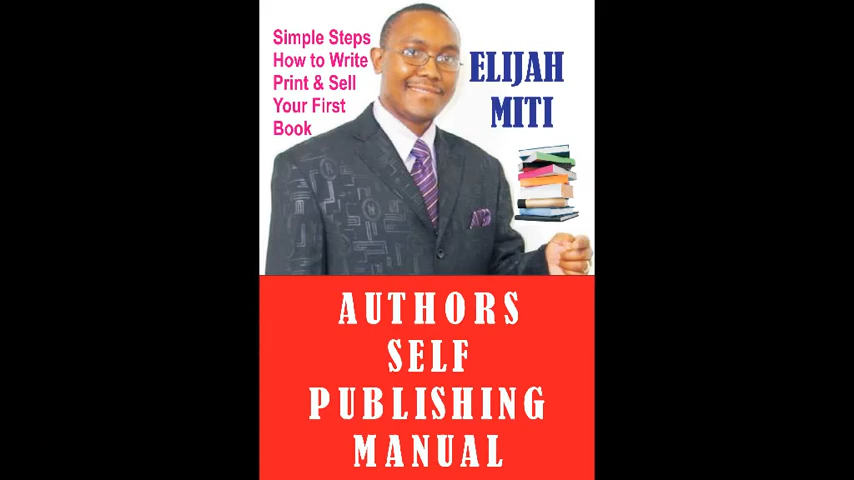 Simple Steps
How to Write
Print & Sell
Your First
Book
ELIJAH
MITI
AUTHORS
SELF
PUBLISHING
MANUAL